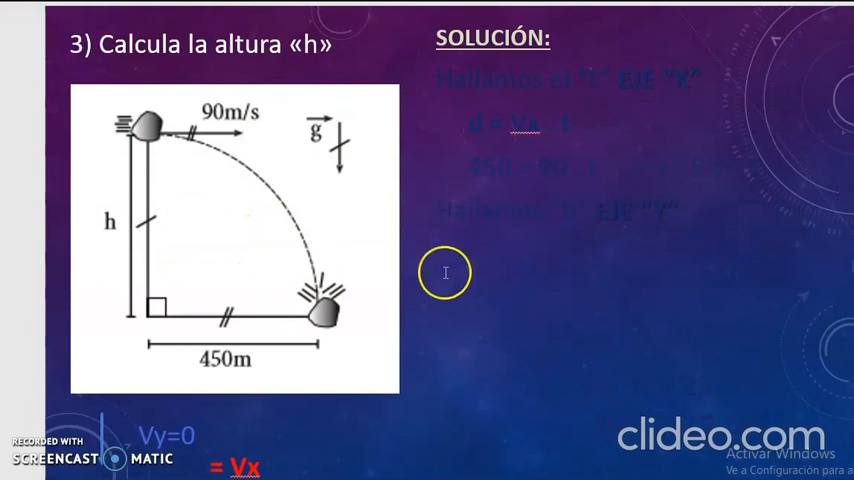 3) Calcula la altura «h»
SOLUCIÓN:
Hallamos el "t" EJE "X"
d = Vx . t
450 = 90 . t
Hallamos "h" EJE "Y"
90m/s
g
h
450m
Vy=0
= Vx
RECORDED WITH
SCREENCAST MATIC
clideo.com
Activar Windows
Ve a Configuración para a